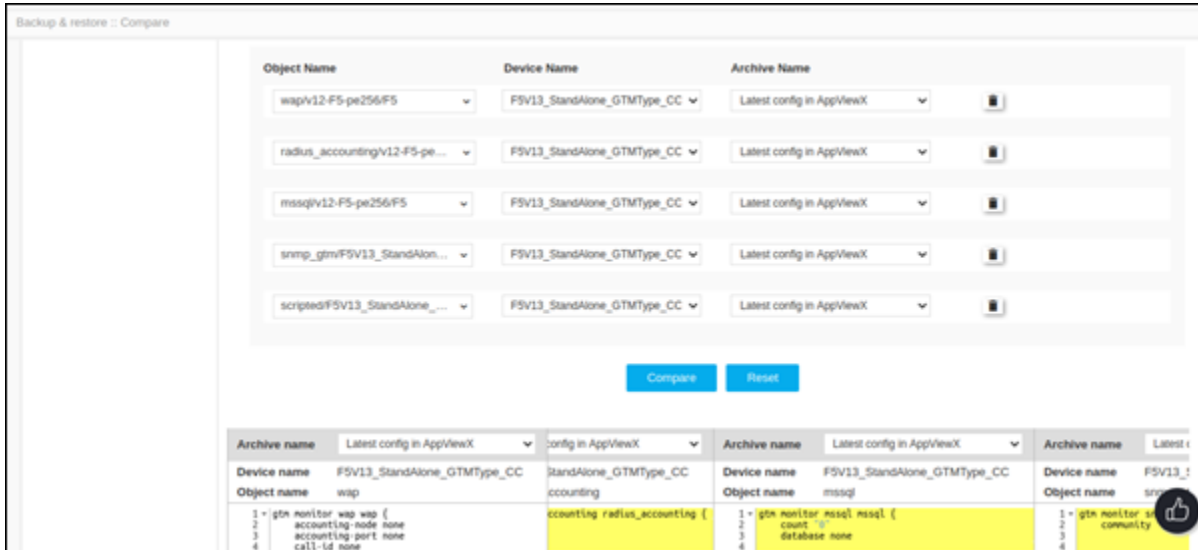 Backup & restore :: Compare
Object Name Device Name Archive Name
wap/v12-F5-pe256/F5 F5V13_StandAlone_GTMType_CC Latest config in AppViewX
radius_accounting/v12-F5-pe... F5V13_StandAlone_GTMType_CC Latest config in AppViewX
mssql/v12-F5-pe256/F5 F5V13_StandAlone_GTMType_CC Latest config in AppViewX
snmp_gtm/F5V13_StandAlon... F5V13_StandAlone_GTMType_CC Latest config in AppViewX
scripted/F5V13_StandAlone_... F5V13_StandAlone_GTMType_CC Latest config in AppViewX
Compare Reset
Archive name Latest config in AppViewX config in AppViewX Archive name Latest config in AppViewX Archive name Latest
Device name F5V13_StandAlone_GTMType_CC StandAlone_GTMType_CC Device name F5V13_StandAlone_GTMType_CC Device name F5V13_
Object name wap ccounting Object name mssql Object name
1 gtm monitor wap wap { ccounting radius_accounting { 1 gtm monitor mssql mssql { 1 gtm monitor
2 accounting-node none 2 count "0" 2 community
3 accounting-port none 3 database none 3
4 call-id none 4 4